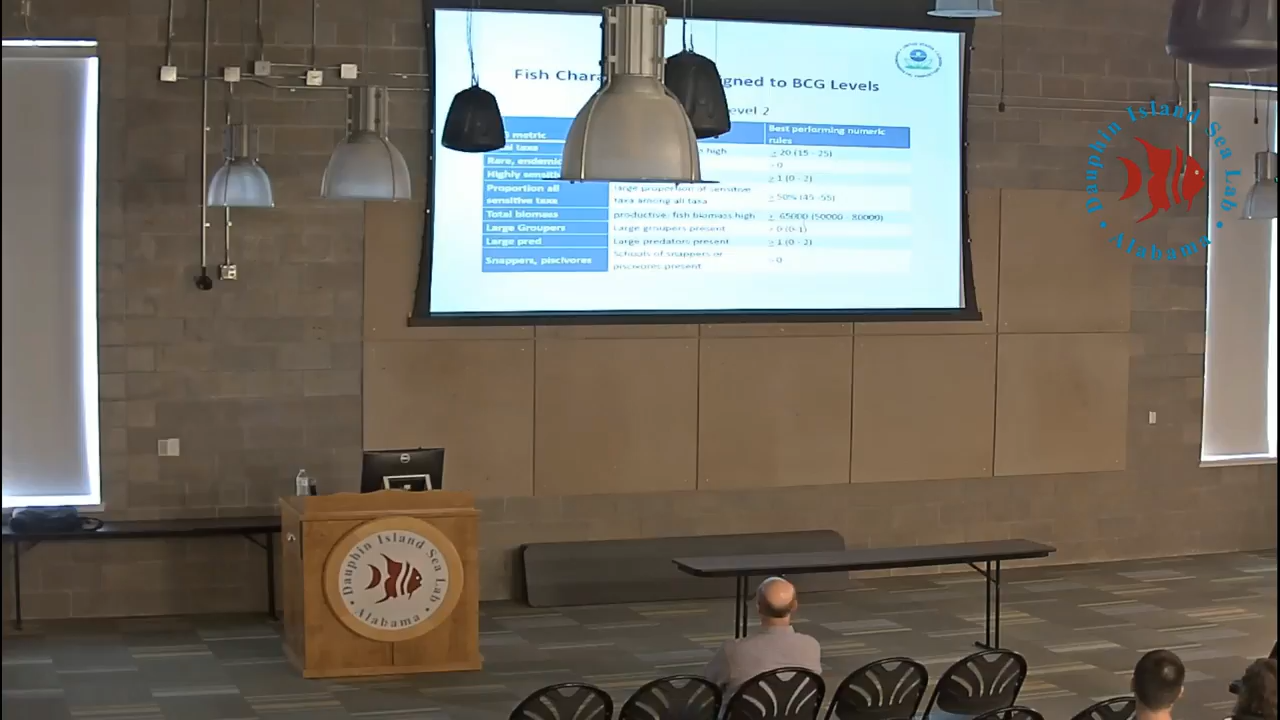 Fish Chara gned to BCG Levels
evel 2
metric
Best performing numeric
rules
al taxa
high
≥ 20 (15 - 25)
Rare, endemic
Highly sensiti
≥ 1 (0 - 2)
Proportion all
sensitive taxa
large proportion of sensitive
taxa among all taxa
≥ 50% (45 -55)
Total biomass
productive: fish biomass high
≥ 65000 (50000 - 80000)
Large Groupers
Large groupers present
Large pred
Large predators present
≥ 1 (0 - 2)
Snappers, piscivores
Schools of snappers or
piscivores present
Dauphin Island Sea Lab
• Alabama •
DELL
Dauphin Island Sea Lab
• Alabama •